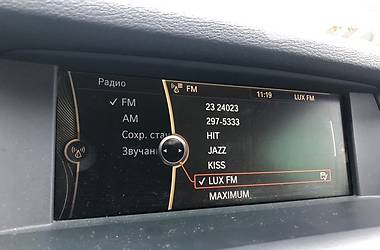 Радио
FM
AM
Сохр. стан
Звучан
FM 11:19 LUX FM
23 24023
297-5333
HIT
JAZZ
KISS
LUX FM
MAXIMUM